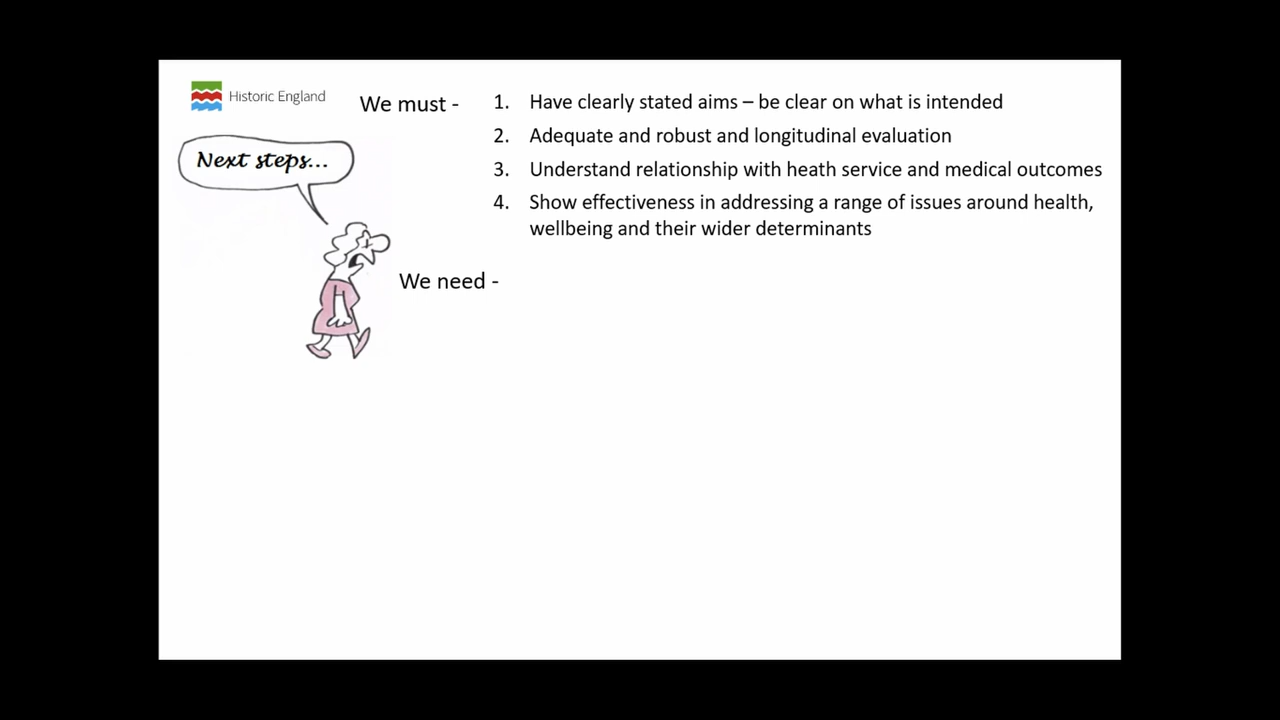 Historic England
We must -
1. Have clearly stated aims – be clear on what is intended
2. Adequate and robust and longitudinal evaluation
3. Understand relationship with heath service and medical outcomes
4. Show effectiveness in addressing a range of issues around health,
wellbeing and their wider determinants
Next steps...
We need -